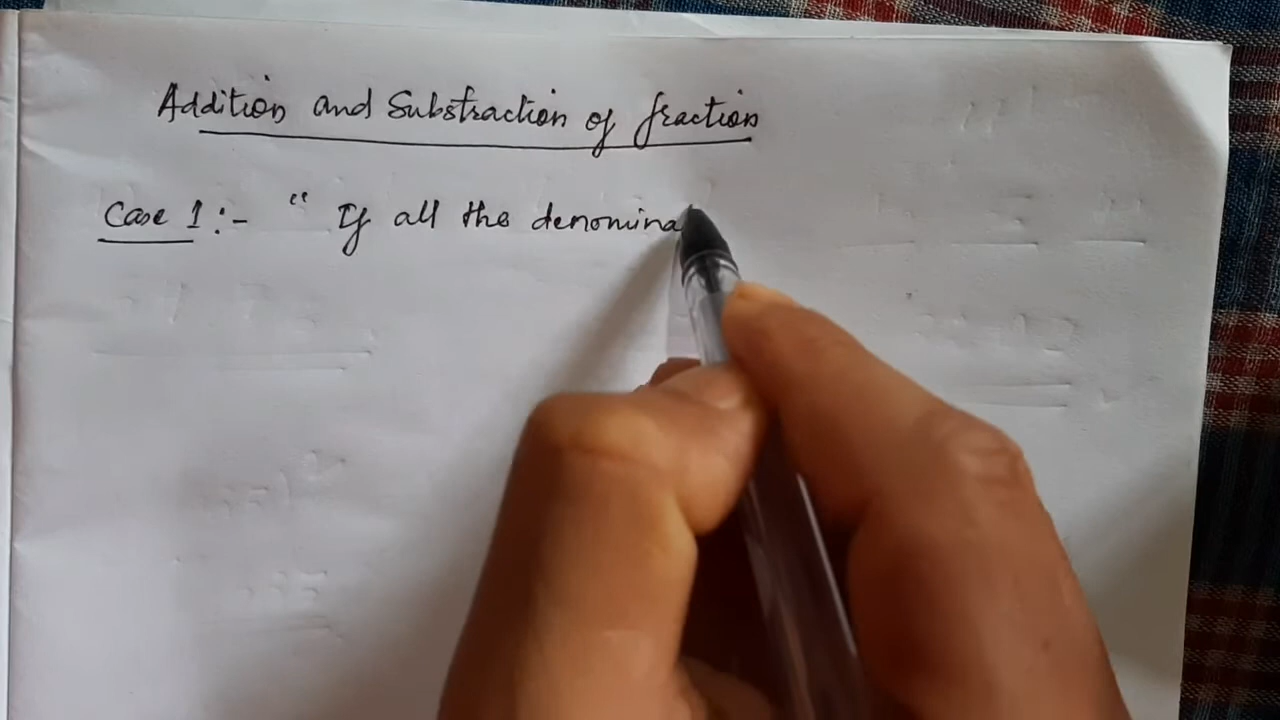 Addition and Substraction of fraction
Case 1:- " If all the denomina